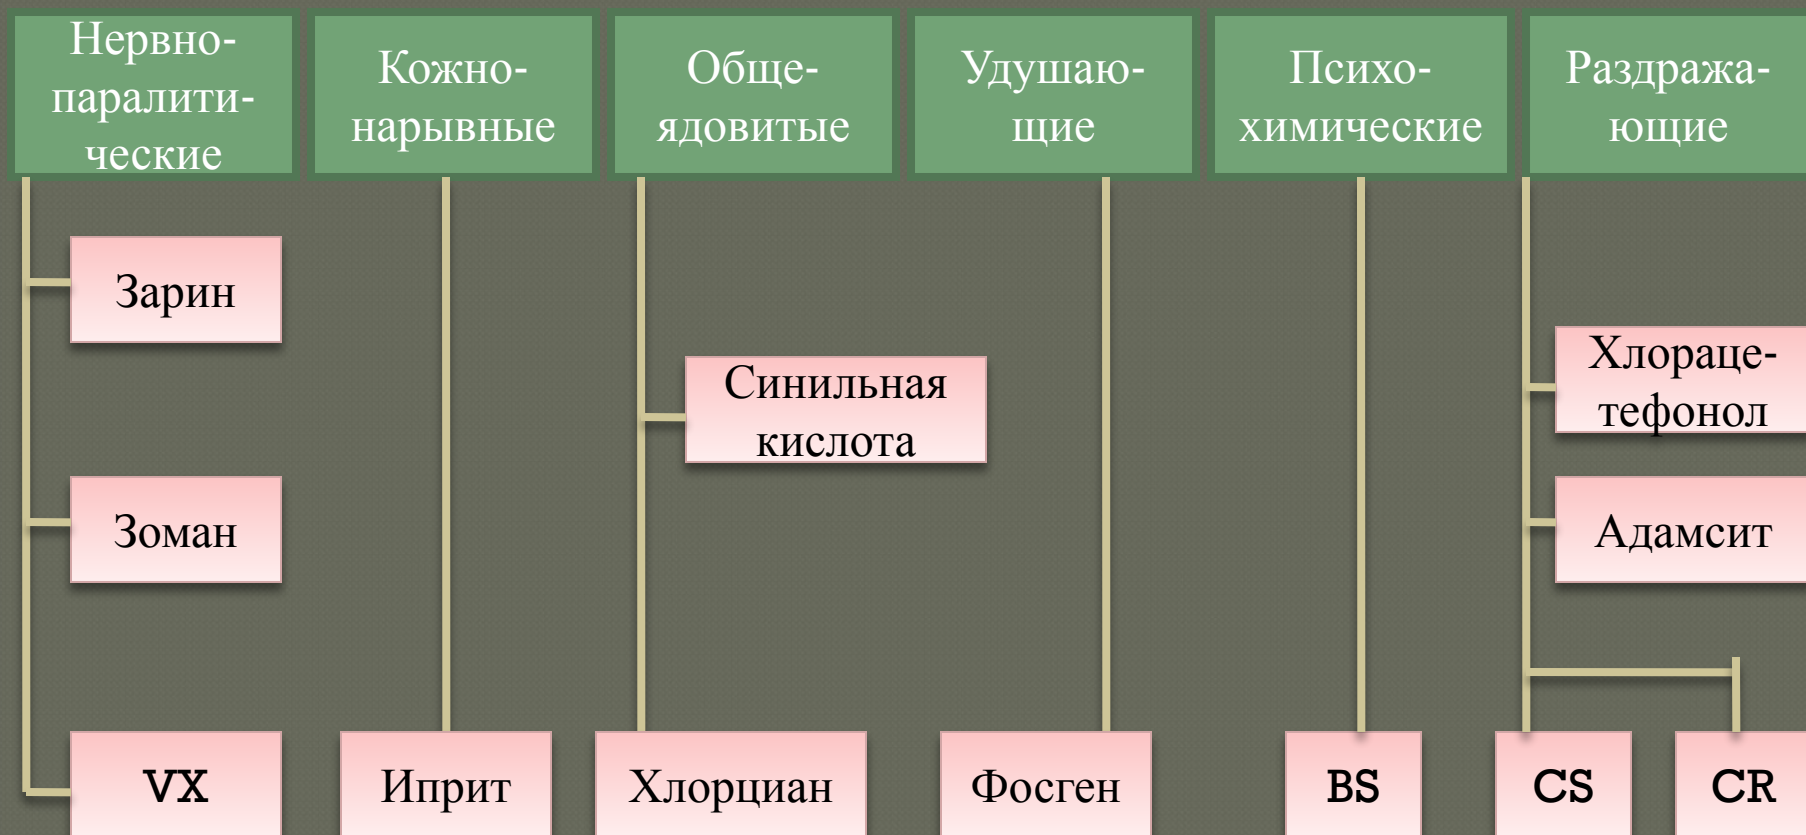 Нервно-
паралити-
ческие
Кожно-
нарывные
Обще-
ядовитые
Удушаю-
щие
Психо-
химические
Раздража-
ющие
Зарин
Зоман
VX
Иприт
Синильная
кислота
Хлорциан
Фосген
BS
Хлораце-
тефонол
Адамсит
CS
CR